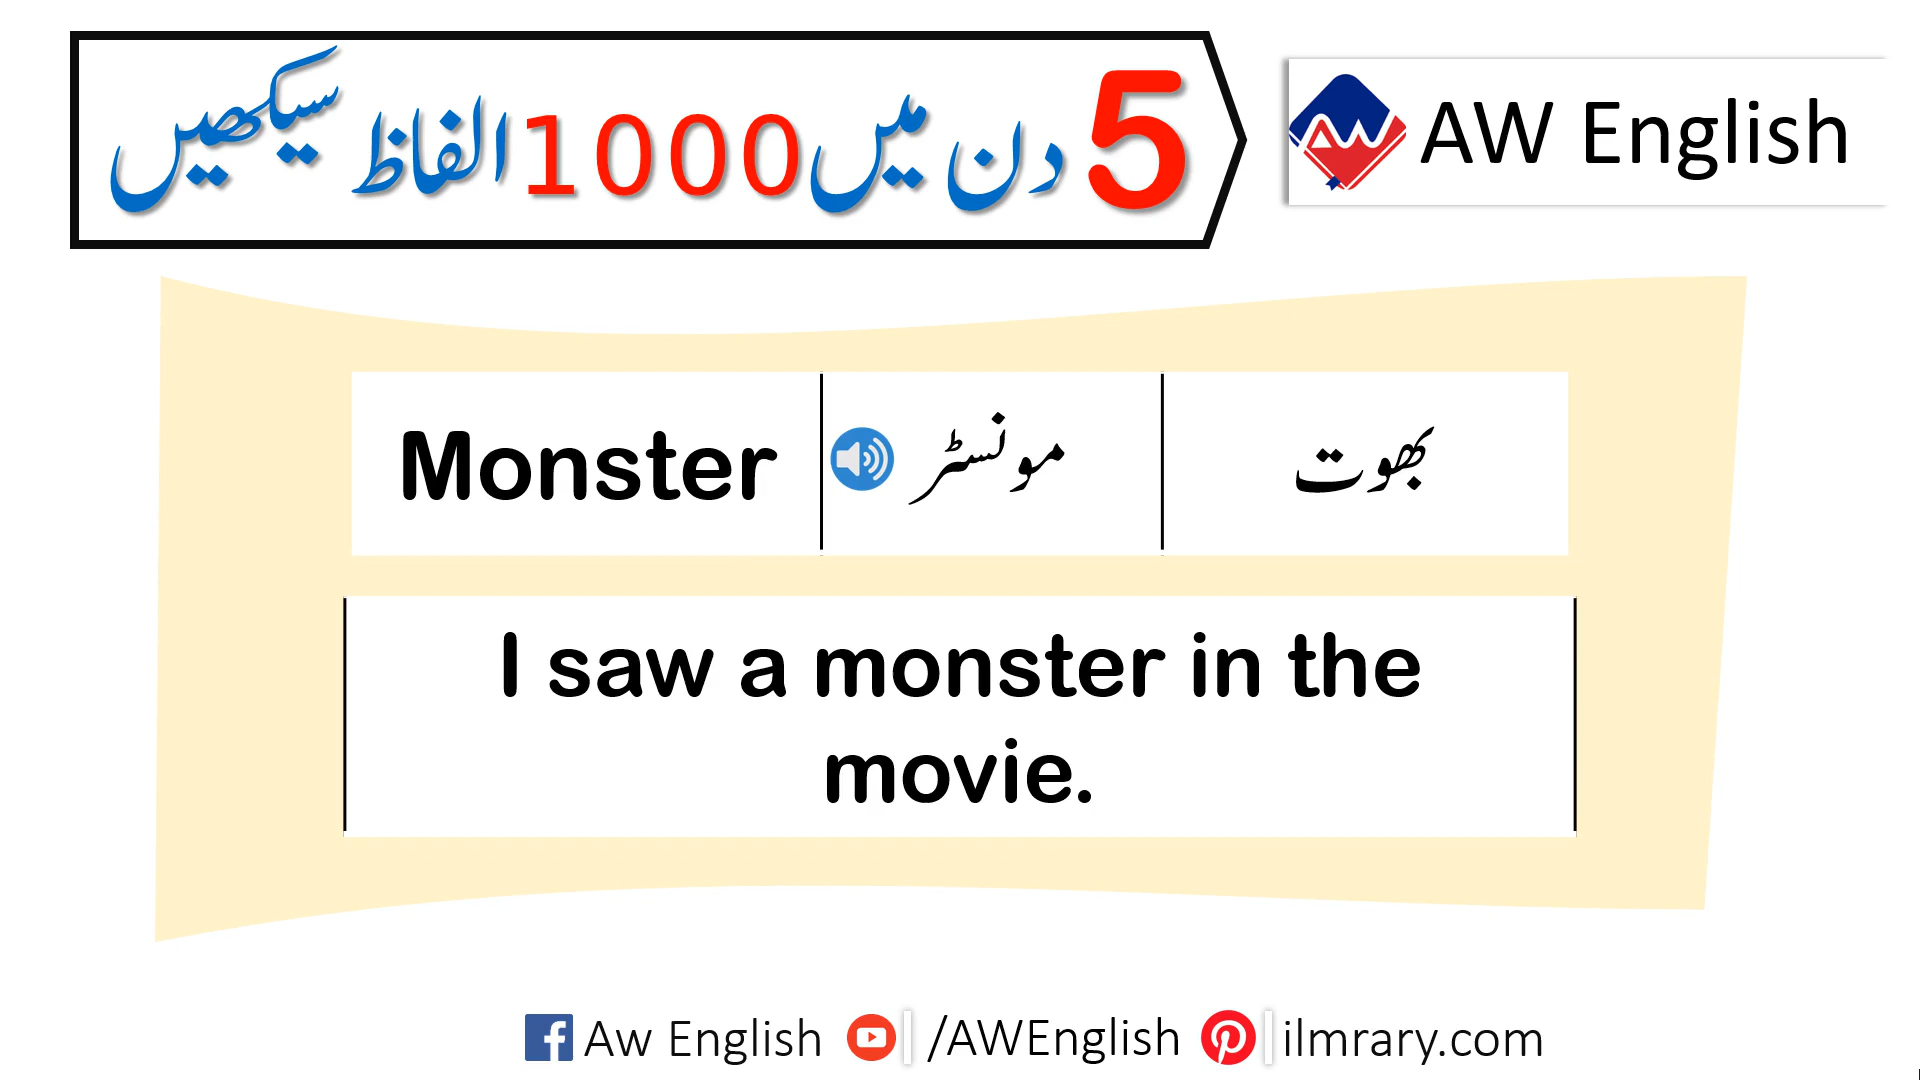 5 دن میں 1000 الفاظ سیکھیں
AW English
Monster مونسٹر بھوت
I saw a monster in the
movie.
Aw English /AWEnglish ilmrary.com